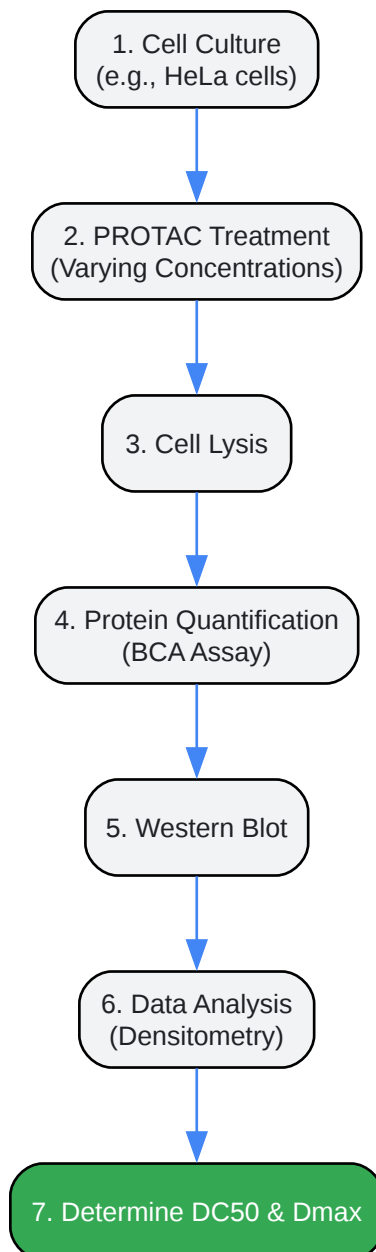 1. Cell Culture
(e.g., HeLa cells)
2. PROTAC Treatment
(Varying Concentrations)
3. Cell Lysis
4. Protein Quantification
(BCA Assay)
5. Western Blot
6. Data Analysis
(Densitometry)
7. Determine DC50 & Dmax